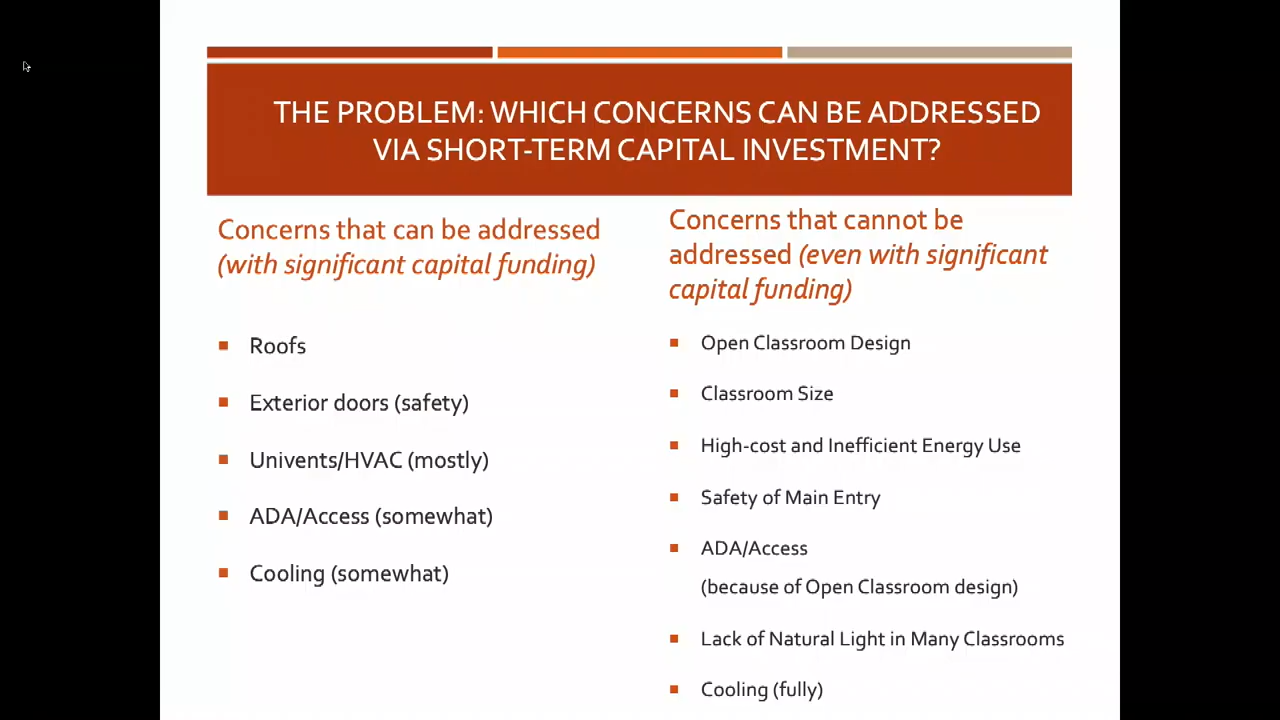 THE PROBLEM: WHICH CONCERNS CAN BE ADDRESSED
VIA SHORT-TERM CAPITAL INVESTMENT?
Concerns that can be addressed
(with significant capital funding)
Roofs
Exterior doors (safety)
Univents/HVAC (mostly)
ADA/Access (somewhat)
Cooling (somewhat)
Concerns that cannot be
addressed (even with significant
capital funding)
Open Classroom Design
Classroom Size
High-cost and Inefficient Energy Use
Safety of Main Entry
ADA/Access
(because of Open Classroom design)
Lack of Natural Light in Many Classrooms
Cooling (fully)